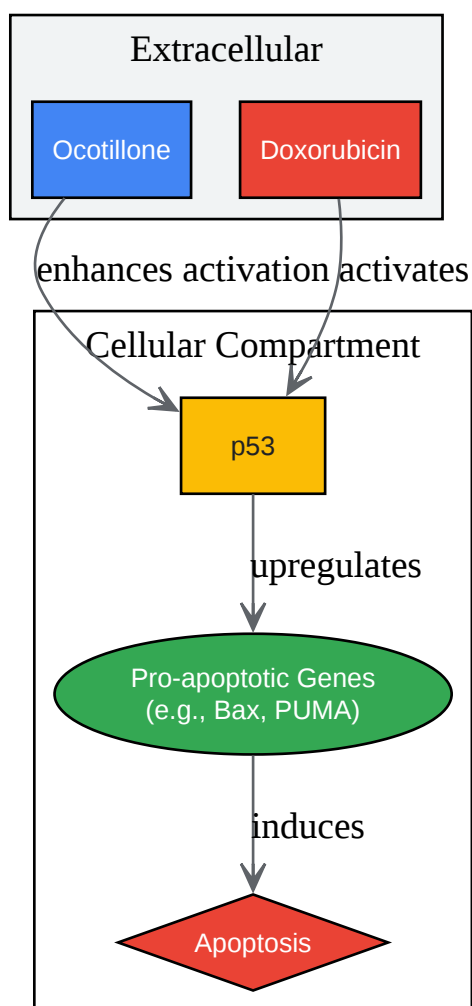 Extracellular
Ocotillone
Doxorubicin
enhances activation
activates
Cellular Compartment
p53
upregulates
Pro-apoptotic Genes
(e.g., Bax, PUMA)
induces
Apoptosis